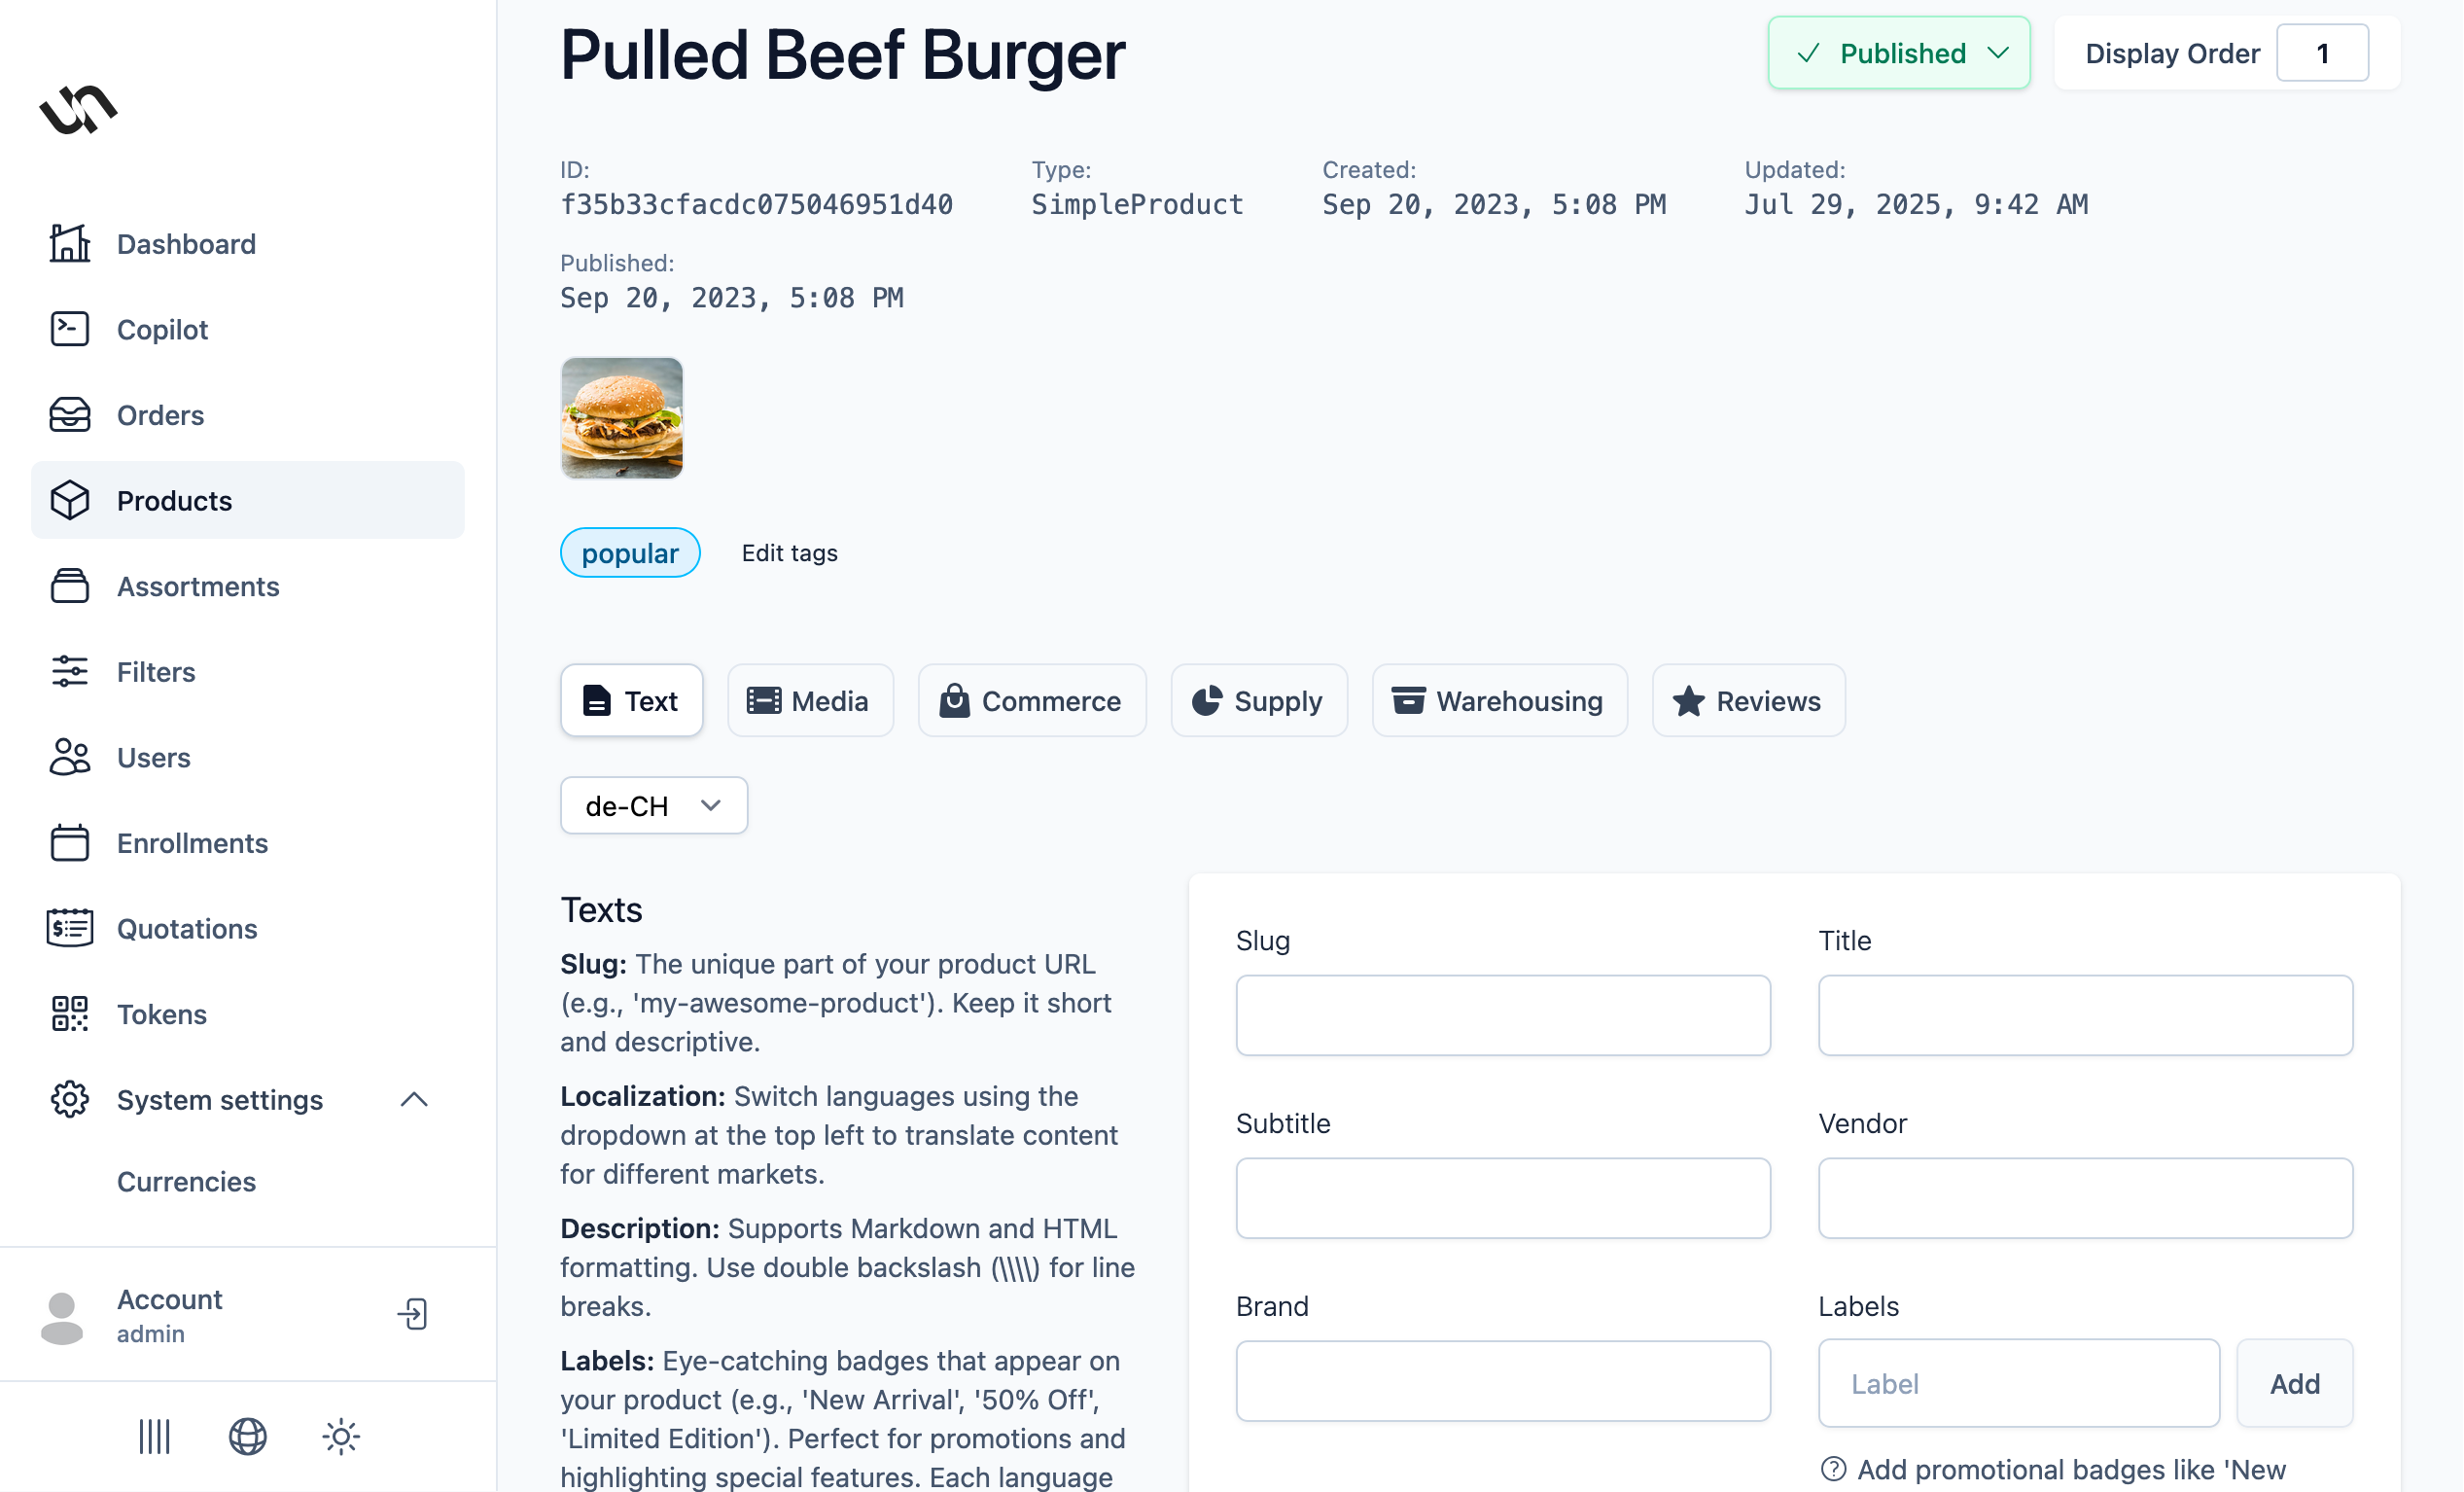 Dashboard
Copilot
Orders
Products
Assortments
Filters
Users
Enrollments
Quotations
Tokens
System settings
Currencies
Account
admin
Pulled Beef Burger
Published
Display Order
1
ID:
f35b33cfacdc075046951d40
Type:
SimpleProduct
Created:
Sep 20, 2023, 5:08 PM
Updated:
Jul 29, 2025, 9:42 AM
Published:
Sep 20, 2023, 5:08 PM
popular
Edit tags
Text
Media
Commerce
Supply
Warehousing
Reviews
de-CH
Texts
Slug: The unique part of your product URL
(e.g., 'my-awesome-product'). Keep it short
and descriptive.
Localization: Switch languages using the
dropdown at the top left to translate content
for different markets.
Description: Supports Markdown and HTML
formatting. Use double backslash (\\\\) for line
breaks.
Labels: Eye-catching badges that appear on
your product (e.g., 'New Arrival', '50% Off',
'Limited Edition'). Perfect for promotions and
highlighting special features. Each language
Slug
Title
Subtitle
Vendor
Brand
Labels
Label
Add
Add promotional badges like 'New